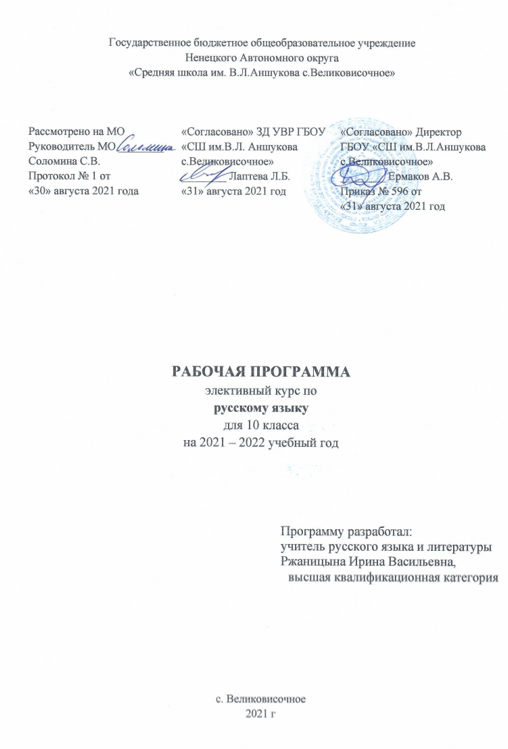 Государственное бюджетное общеобразовательное учреждение
Ненецкого Автономного округа
«Средняя школа им. В.Л.Аншукова с.Великовисочное»
Рассмотрено на МО
Руководитель МО Соломина
Соломина С.В.
Протокол № 1 от
«30» августа 2021 года
«Согласовано» ЗД УВР ГБОУ
«СШ им.В.Л. Аншукова
с.Великовисочное»
Лаптева Л.Б.
«31» августа 2021 год
«Согласовано» Директор
ГБОУ «СШ им.В.Л.Аншукова
с.Великовисочное»
Ермаков А.В.
Приказ № 596 от
«31» августа 2021 год
РАБОЧАЯ ПРОГРАММА
элективный курс по
русскому языку
для 10 класса
на 2021 – 2022 учебный год
Программу разработал:
учитель русского языка и литературы
Ржаницына Ирина Васильевна,
высшая квалификационная категория
с. Великовисочное
2021 г